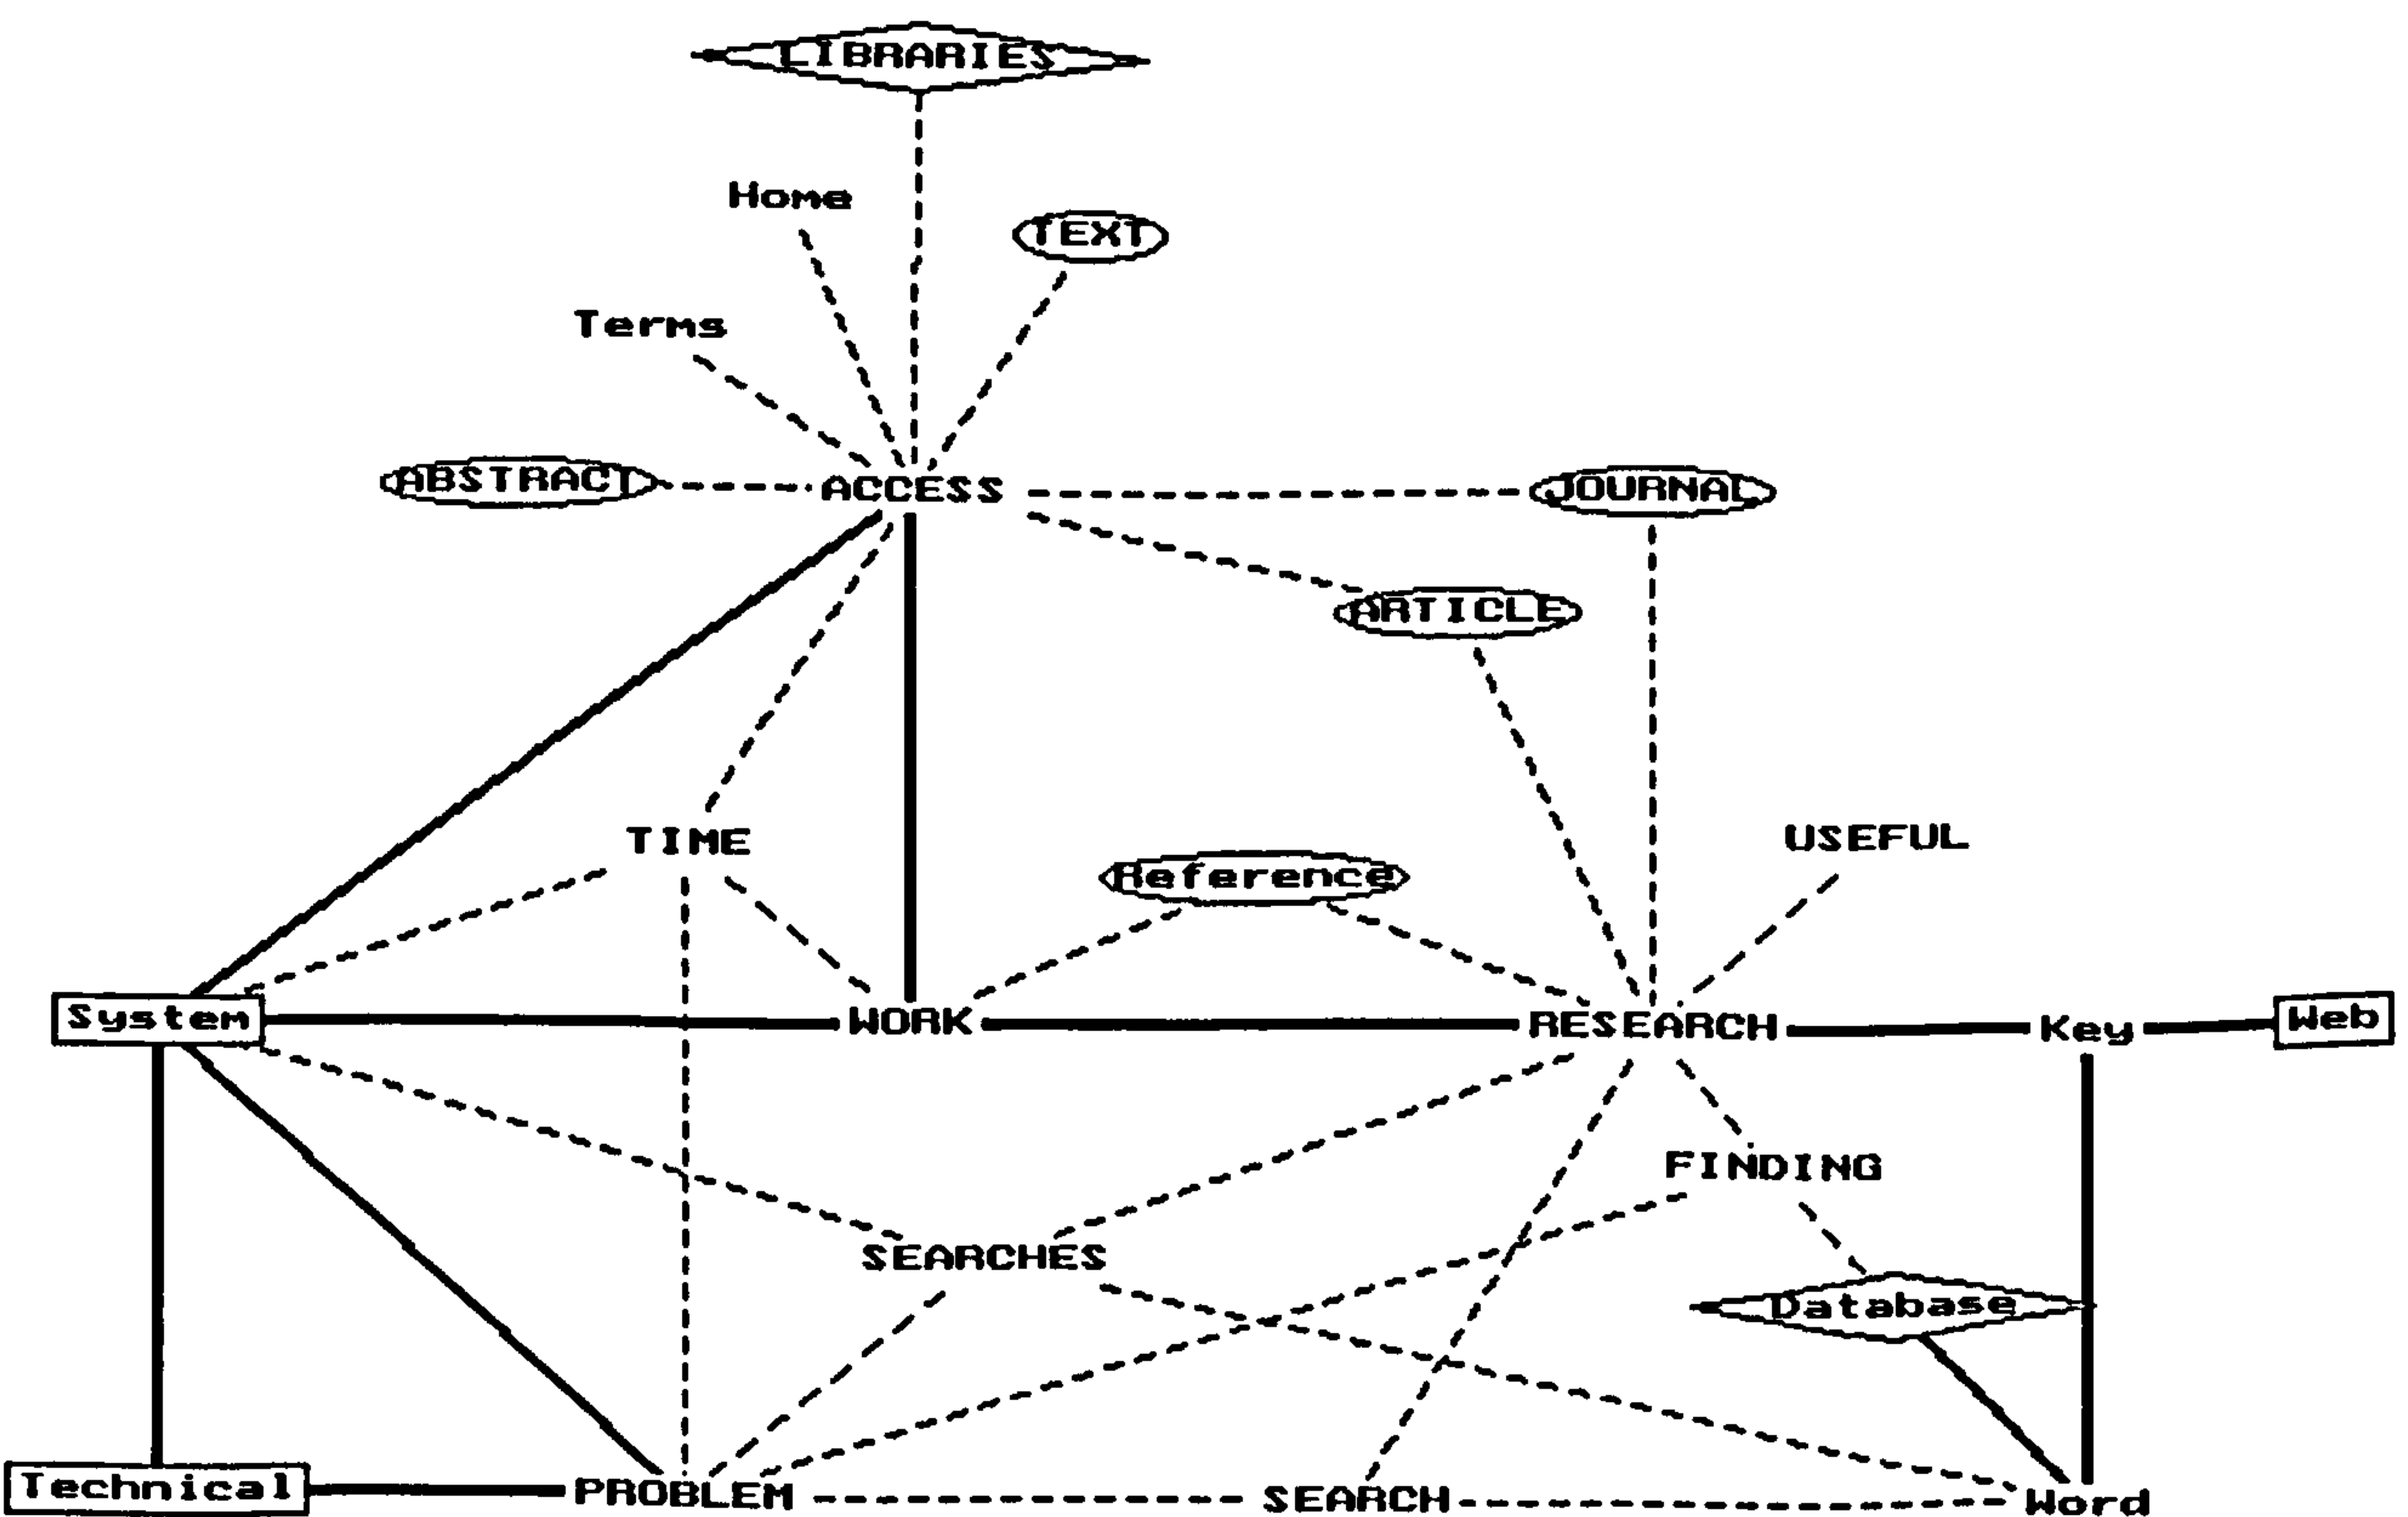 LIBRARIES
Home
TEXT
Terms
ABSTRACT
ACCESS
JOURNAL
ARTICLE
TIME
Reference
USEFUL
System
WORK
RESEARCH
Key
Web
FINDING
SEARCHES
Database
Technical
PROBLEM
SEARCH
Word